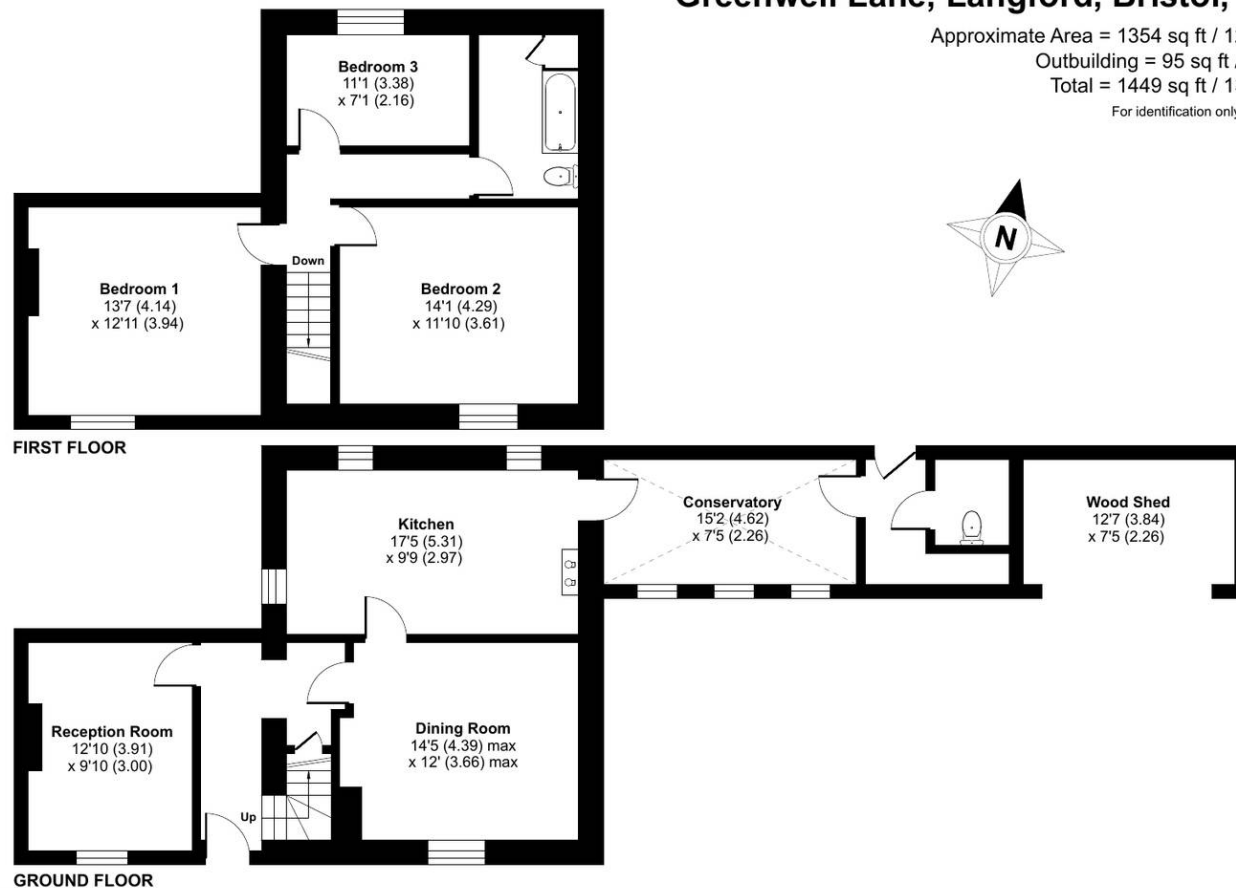 Greenwell Lane, Langford, Bristol,
Approximate Area = 1354 sq ft /
Outbuilding = 95 sq ft /
Total = 1449 sq ft /
For identification only
N
Bedroom 3
11'1 (3.38)
x 7'1 (2.16)
Bedroom 1
13'7 (4.14)
x 12'11 (3.94)
Down
Bedroom 2
14'1 (4.29)
x 11'10 (3.61)
FIRST FLOOR
Kitchen
17'5 (5.31)
x 9'9 (2.97)
Conservatory
15'2 (4.62)
x 7'5 (2.26)
Wood Shed
12'7 (3.84)
x 7'5 (2.26)
Reception Room
12'10 (3.91)
x 9'10 (3.00)
Up
Dining Room
14'5 (4.39) max
x 12' (3.66) max
GROUND FLOOR